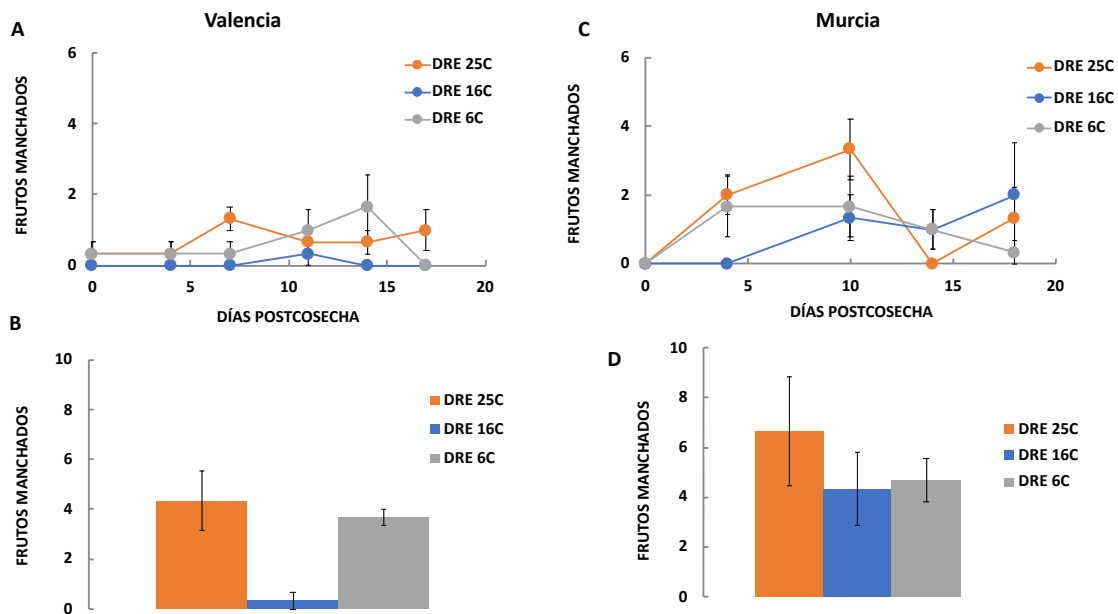 A
Valencia
FRUTOS MANCHADOS
6
4
2
0
0
5
10
15
20
DRE 25C
DRE 16C
DRE 6C
DÍAS POSTCOSECHA
C
Murcia
FRUTOS MANCHADOS
6
4
2
0
0
5
10
15
20
DRE 25C
DRE 16C
DRE 6C
DÍAS POSTCOSECHA
B
FRUTOS MANCHADOS
10
8
6
4
2
0
DRE 25C
DRE 16C
DRE 6C
D
FRUTOS MANCHADOS
10
8
6
4
2
0
DRE 25C
DRE 16C
DRE 6C